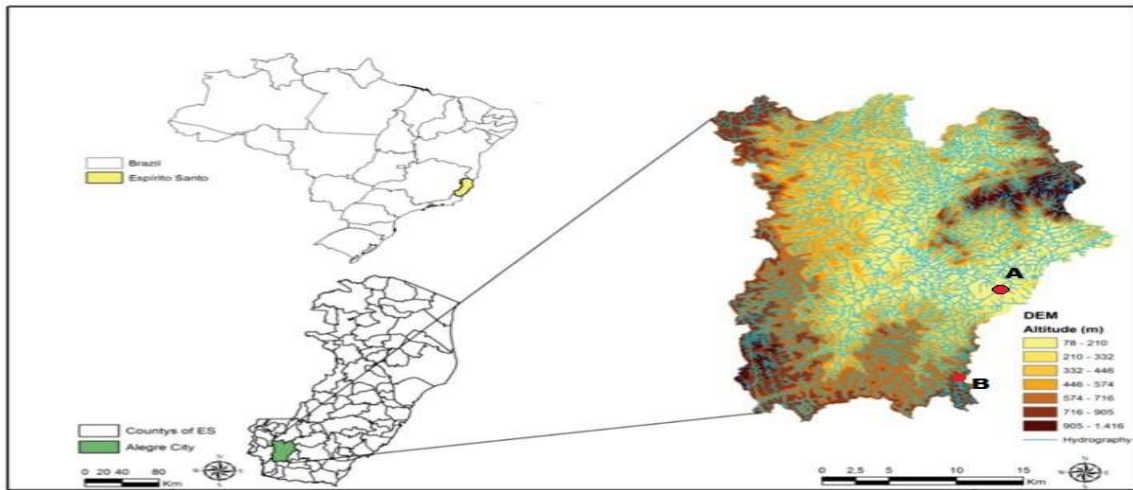 Brazil
Espírito Santo
Countys of ES
Alegre City
0 20 40 60 80
Km
N
W
E
S
A
B
DEM
Altitude (m)
78 - 210
210 - 332
332 - 446
446 - 574
574 - 716
716 - 905
905 - 1.416
Hydrography
0 2.5 5 10 15
Km
N
W
E
S